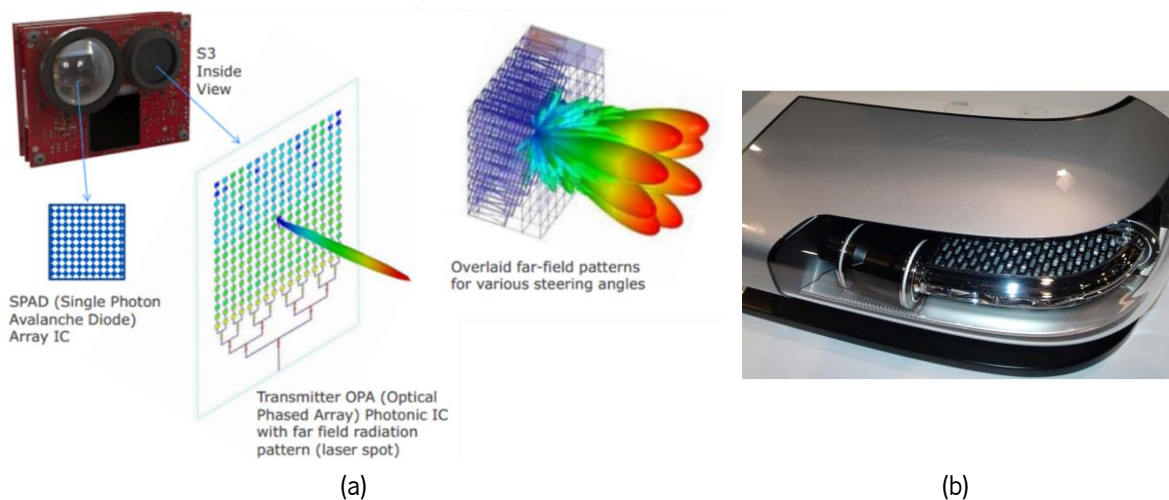 S3
Inside
View
SPAD (Single Photon
Avalanche Diode)
Array IC
Overlaid far-field patterns
for various steering angles
Transmitter OPA (Optical
Phased Array) Photonic IC
with far field radiation
pattern (laser spot)
(a)
(b)